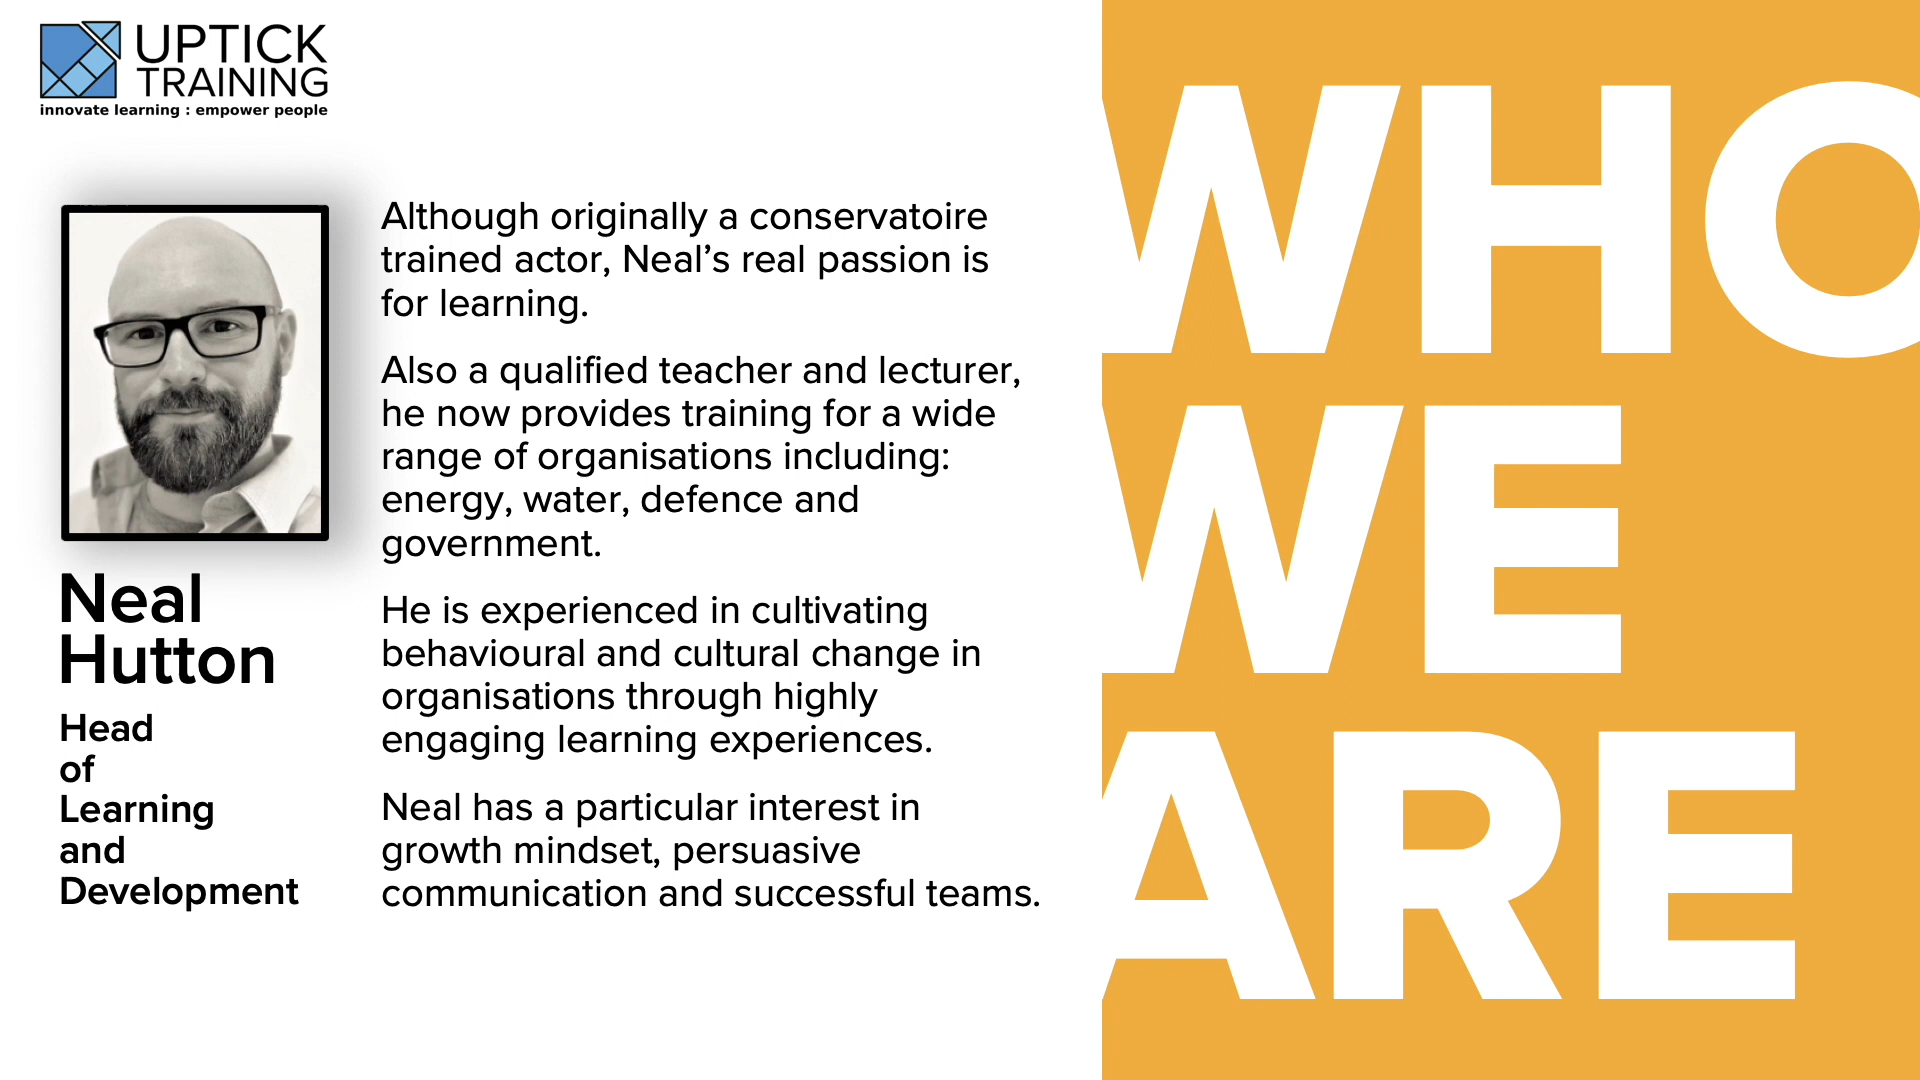 UPTICK
TRAINING
innovate learning : empower people
Neal
Hutton
Head
of
Learning
and
Development
Although originally a conservatoire
trained actor, Neal’s real passion is
for learning.
Also a qualified teacher and lecturer,
he now provides training for a wide
range of organisations including:
energy, water, defence and
government.
He is experienced in cultivating
behavioural and cultural change in
organisations through highly
engaging learning experiences.
Neal has a particular interest in
growth mindset, persuasive
communication and successful teams.
WHO
WE
ARE